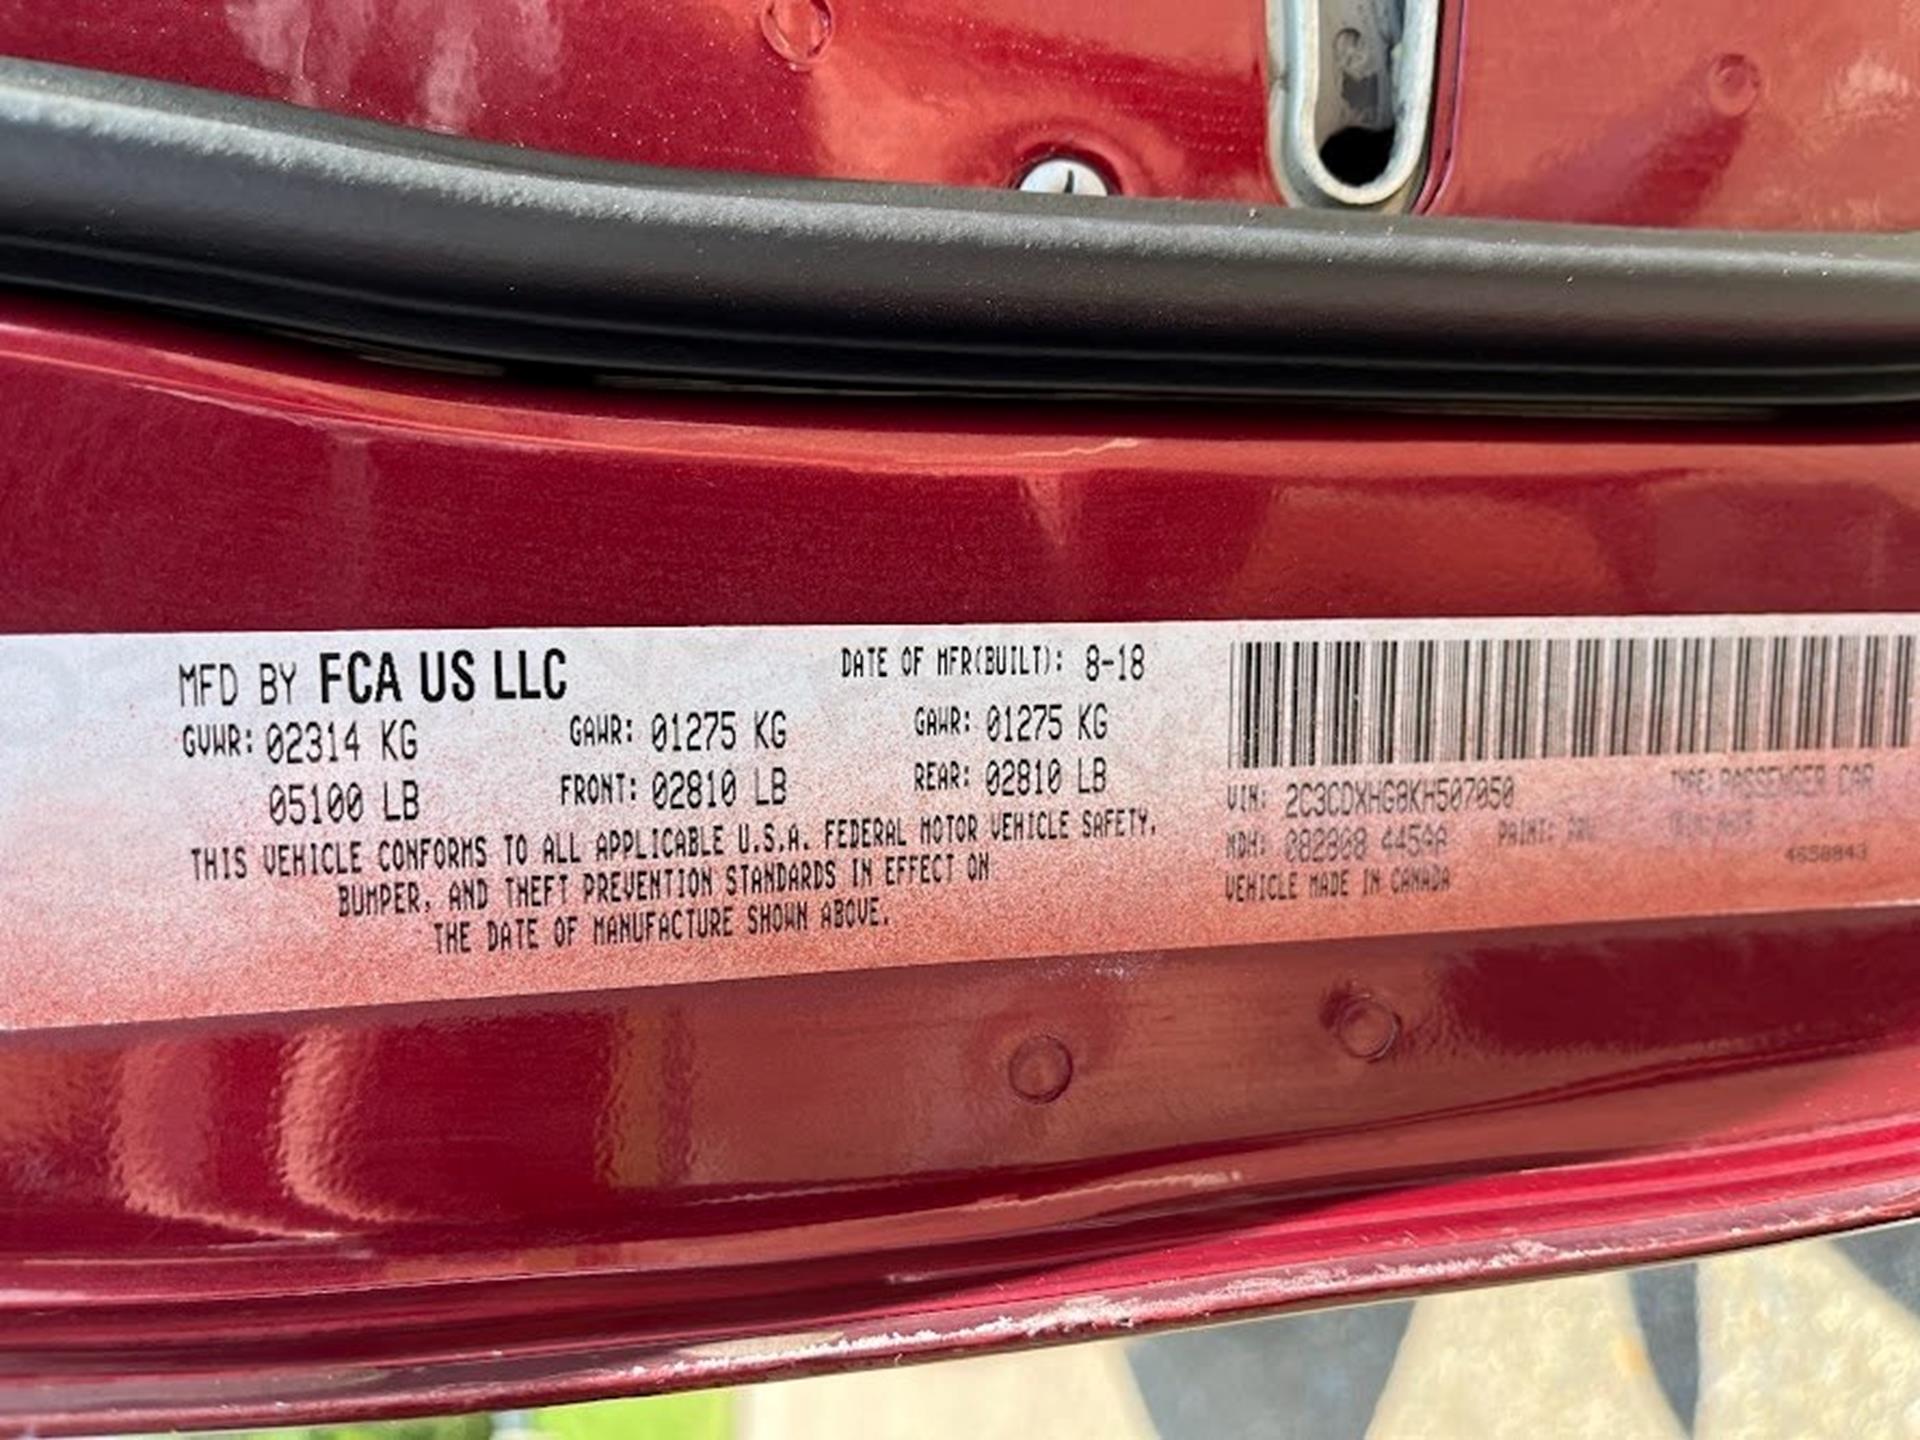 MFD BY FCA US LLC
DATE OF MFR(BUILT): 8-18
GVWR: 02314 KG
GAWR: 01275 KG
GAWR: 01275 KG
05100 LB
FRONT: 02810 LB
REAR: 02810 LB
THIS VEHICLE CONFORMS TO ALL APPLICABLE U.S.A. FEDERAL MOTOR VEHICLE SAFETY,
BUMPER, AND THEFT PREVENTION STANDARDS IN EFFECT ON
THE DATE OF MANUFACTURE SHOWN ABOVE.
VIN: 2C3CDXHG8KH507050
TYPE: PASSENGER CAR
MDH: 082308 445AA
PAINT:
4658843
VEHICLE MADE IN CANADA